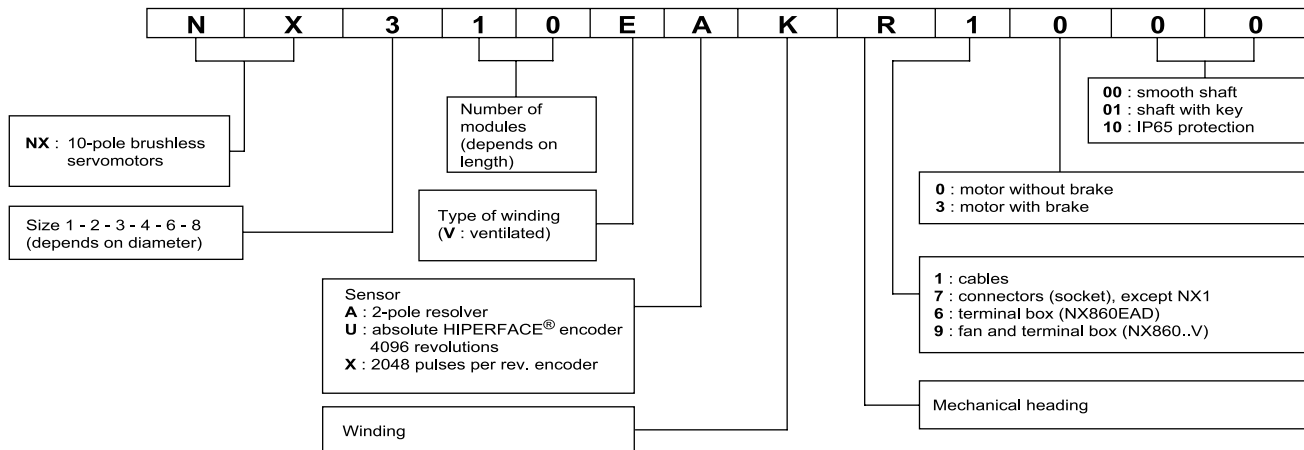 N X 3 1 0 E A K R 1 0 0 0
NX : 10-pole brushless
servomotors
Size 1 - 2 - 3 - 4 - 6 - 8
(depends on diameter)
Number of
modules
(depends on
length)
Type of winding
(V : ventilated)
Sensor
A : 2-pole resolver
U : absolute HIPERFACE® encoder
4096 revolutions
X : 2048 pulses per rev. encoder
Winding
00 : smooth shaft
01 : shaft with key
10 : IP65 protection
0 : motor without brake
3 : motor with brake
1 : cables
7 : connectors (socket), except NX1
6 : terminal box (NX860EAD)
9 : fan and terminal box (NX860..V)
Mechanical heading